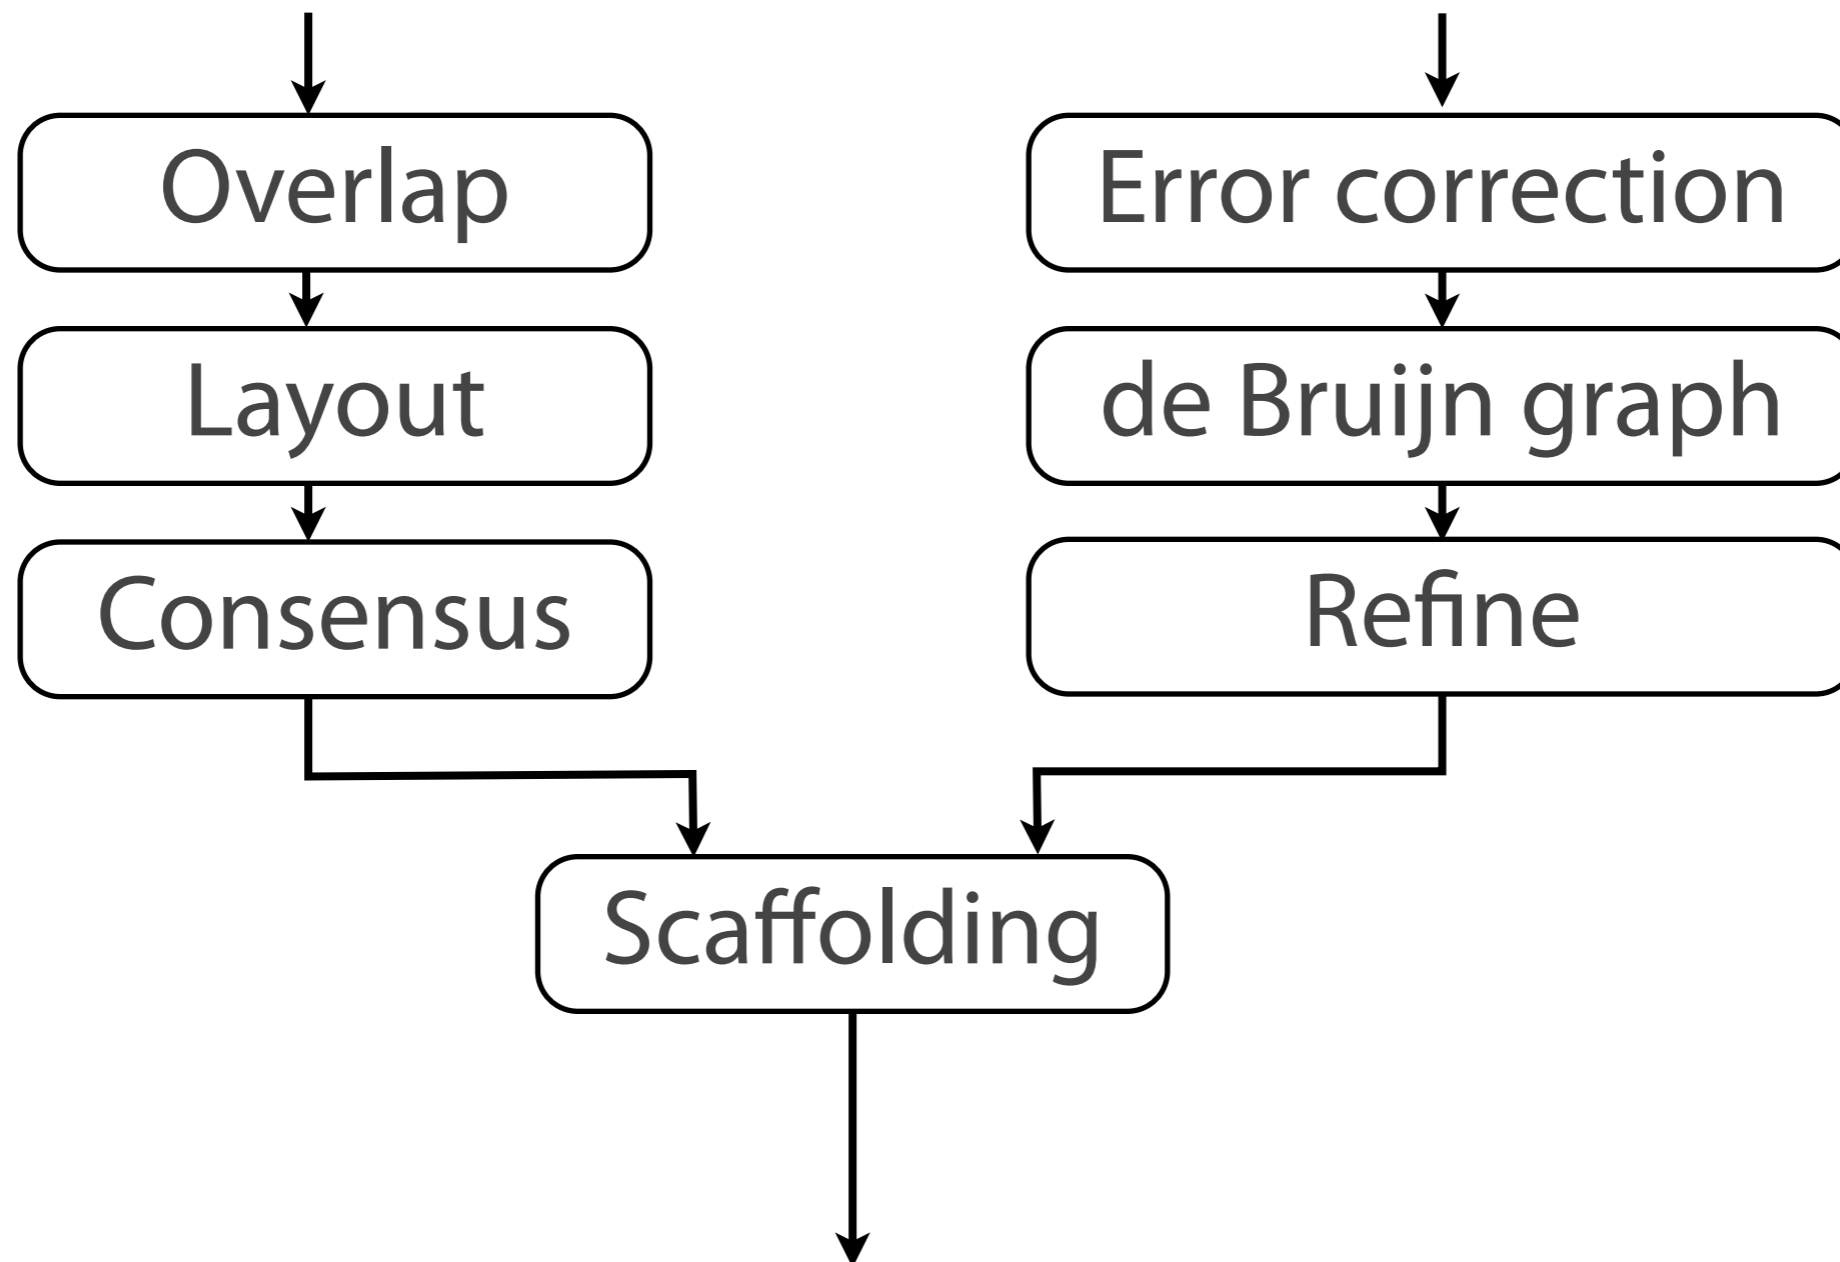 Overlap
Layout
Consensus
Error correction
de Bruijn graph
Refine
Scaffolding